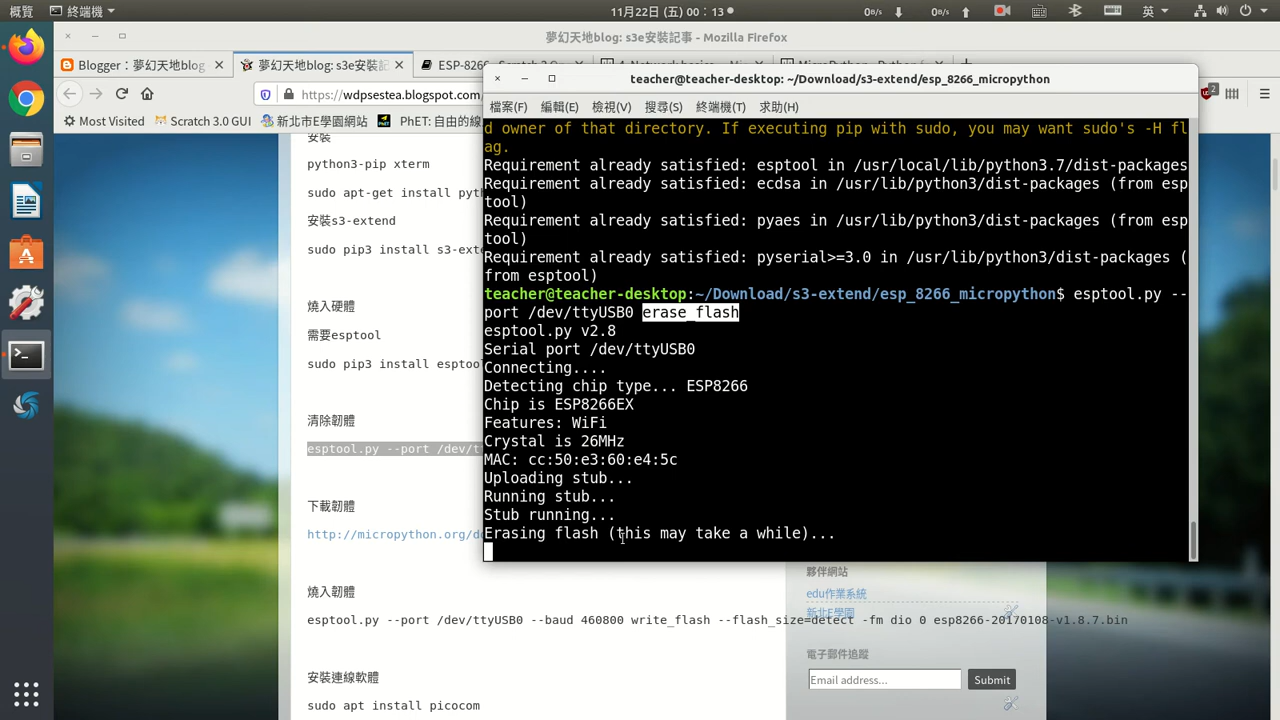 概覽
終端機
11月22日 (五) 00：13
0B/s
0B/s
英
夢幻天地blog: s3e安裝記事 - Mozilla Firefox
Blogger：夢幻天地blog
夢幻天地blog: s3e安裝記
https://wdpsestea.blogspot.com
Most Visited
Scratch 3.0 GUI
新北市E學園網站
PhET: 自由的線
安裝
python3-pip xterm
sudo apt-get install pyth
安裝s3-extend
sudo pip3 install s3-exte
燒入硬體
需要esptool
sudo pip3 install esptool
清除韌體
esptool.py --port /dev/tt
下載韌體
http://micropython.org/do
燒入韌體
esptool.py --port /dev/ttyUSB0 --baud 460800 write_flash --flash_size=detect -fm dio 0 esp8266-20170108-v1.8.7.bin
安裝連線軟體
sudo apt install picocom
teacher@teacher-desktop: ~/Download/s3-extend/esp_8266_micropython
檔案(F)
編輯(E)
檢視(V)
搜尋(S)
終端機(T)
求助(H)
d owner of that directory. If executing pip with sudo, you may want sudo's -H fl
ag.
Requirement already satisfied: esptool in /usr/local/lib/python3.7/dist-packages
Requirement already satisfied: ecdsa in /usr/lib/python3/dist-packages (from esp
tool)
Requirement already satisfied: pyaes in /usr/lib/python3/dist-packages (from esp
tool)
Requirement already satisfied: pyserial>=3.0 in /usr/lib/python3/dist-packages (
from esptool)
teacher@teacher-desktop:~/Download/s3-extend/esp_8266_micropython$ esptool.py --
port /dev/ttyUSB0 erase_flash
esptool.py v2.8
Serial port /dev/ttyUSB0
Connecting....
Detecting chip type... ESP8266
Chip is ESP8266EX
Features: WiFi
Crystal is 26MHz
MAC: cc:50:e3:60:e4:5c
Uploading stub...
Running stub...
Stub running...
Erasing flash (this may take a while)...
夥伴網站
edu作業系統
新北E學園
電子郵件追蹤
Email address...
Submit
2